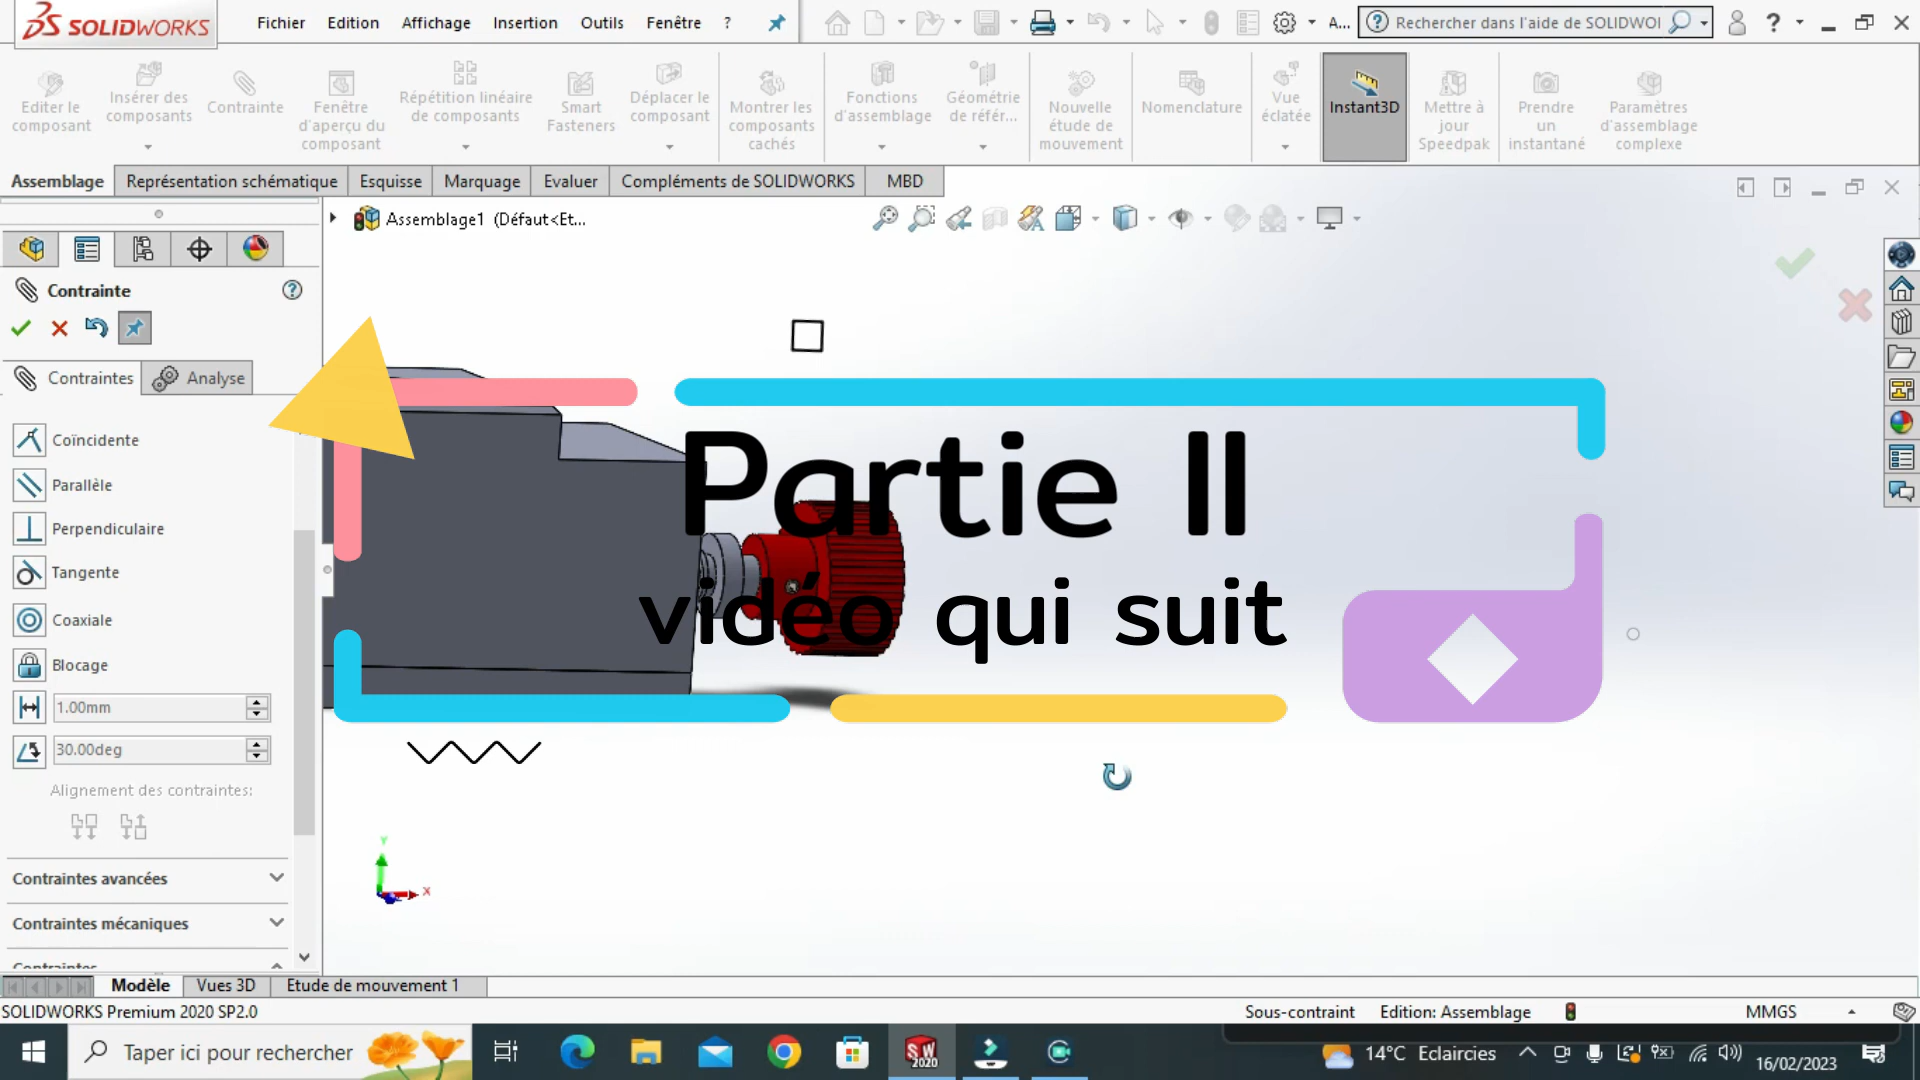 SOLIDWORKS
Fichier Edition Affichage Insertion Outils Fenêtre ?
A...
Rechercher dans l'aide de SOLIDWOI
?
Editer le composant
Insérer des composants
Contrainte
Fenêtre d'aperçu du composant
Répétition linéaire de composants
Smart Fasteners
Déplacer le composant
Montrer les composants cachés
Fonctions d'assemblage
Géométrie de référ...
Nouvelle étude de mouvement
Nomenclature
Vue éclatée
Instant3D
Mettre à jour Speedpak
Prendre un instantané
Paramètres d'assemblage complexe
Assemblage Représentation schématique Esquisse Marquage Evaluer Compléments de SOLIDWORKS MBD
Assemblage1 (Défaut<Et...
Contrainte
Contraintes Analyse
Coïncidente
Parallèle
Perpendiculaire
Tangente
Coaxiale
Blocage
1.00mm
30.00deg
Alignement des contraintes:
Contraintes avancées
Contraintes mécaniques
Contraintes
Partie II
vidéo qui suit
Y
X
Modèle Vues 3D Etude de mouvement 1
SOLIDWORKS Premium 2020 SP2.0
Sous-contraint Edition: Assemblage MMGS
Taper ici pour rechercher
SW 2020
14°C Eclaircies
16/02/2023